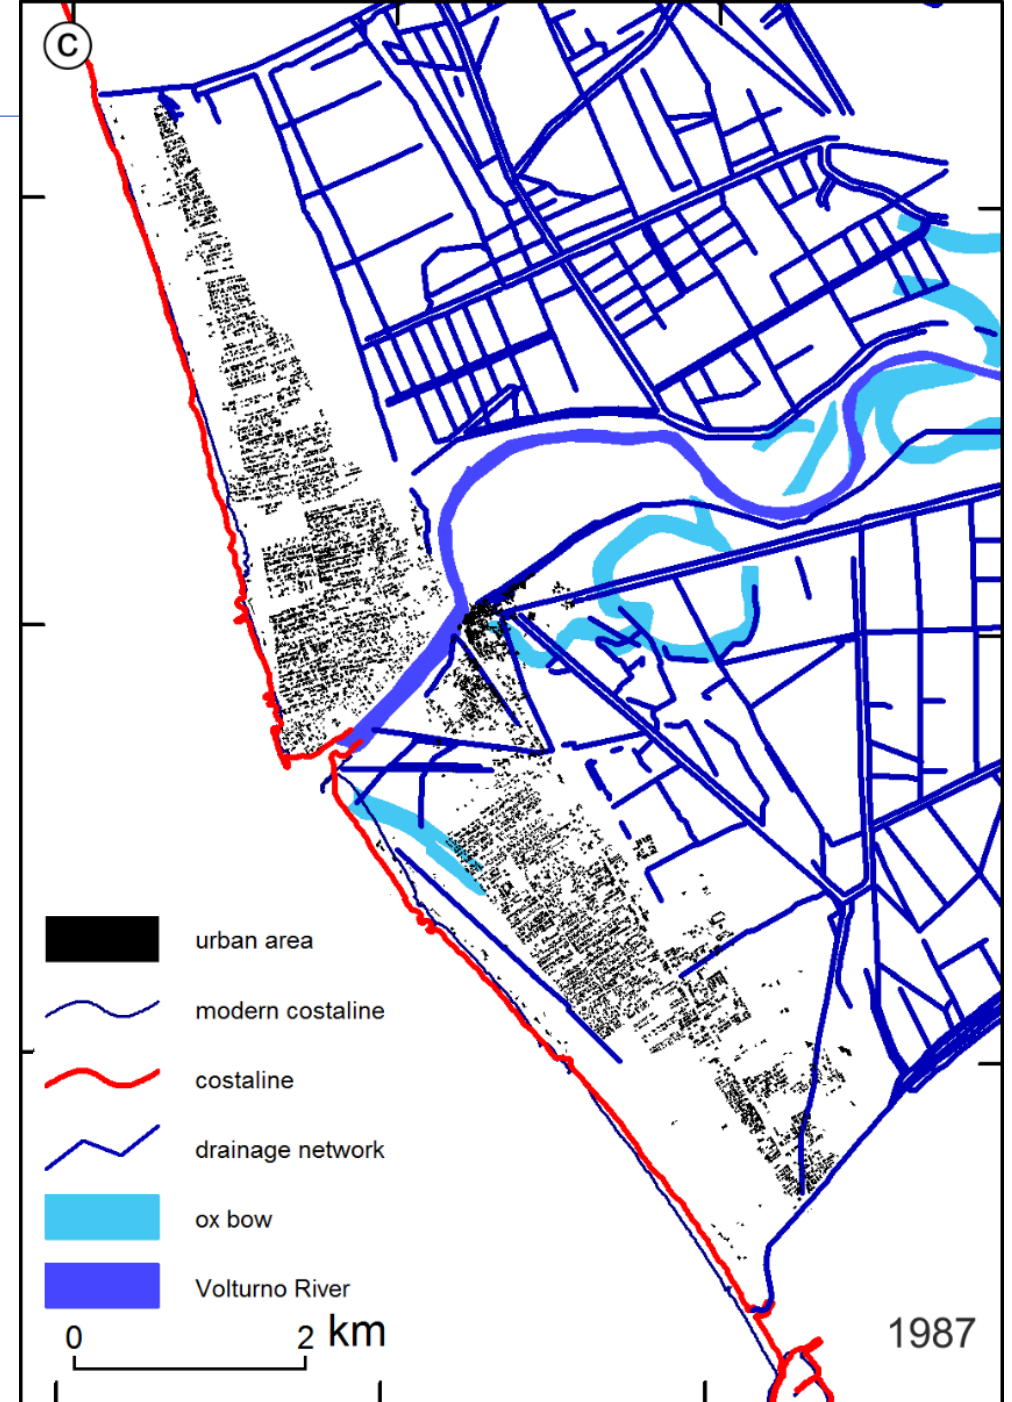 C
urban area
modern costaline
costaline
drainage network
ox bow
Volturno River
0 2 km
1987